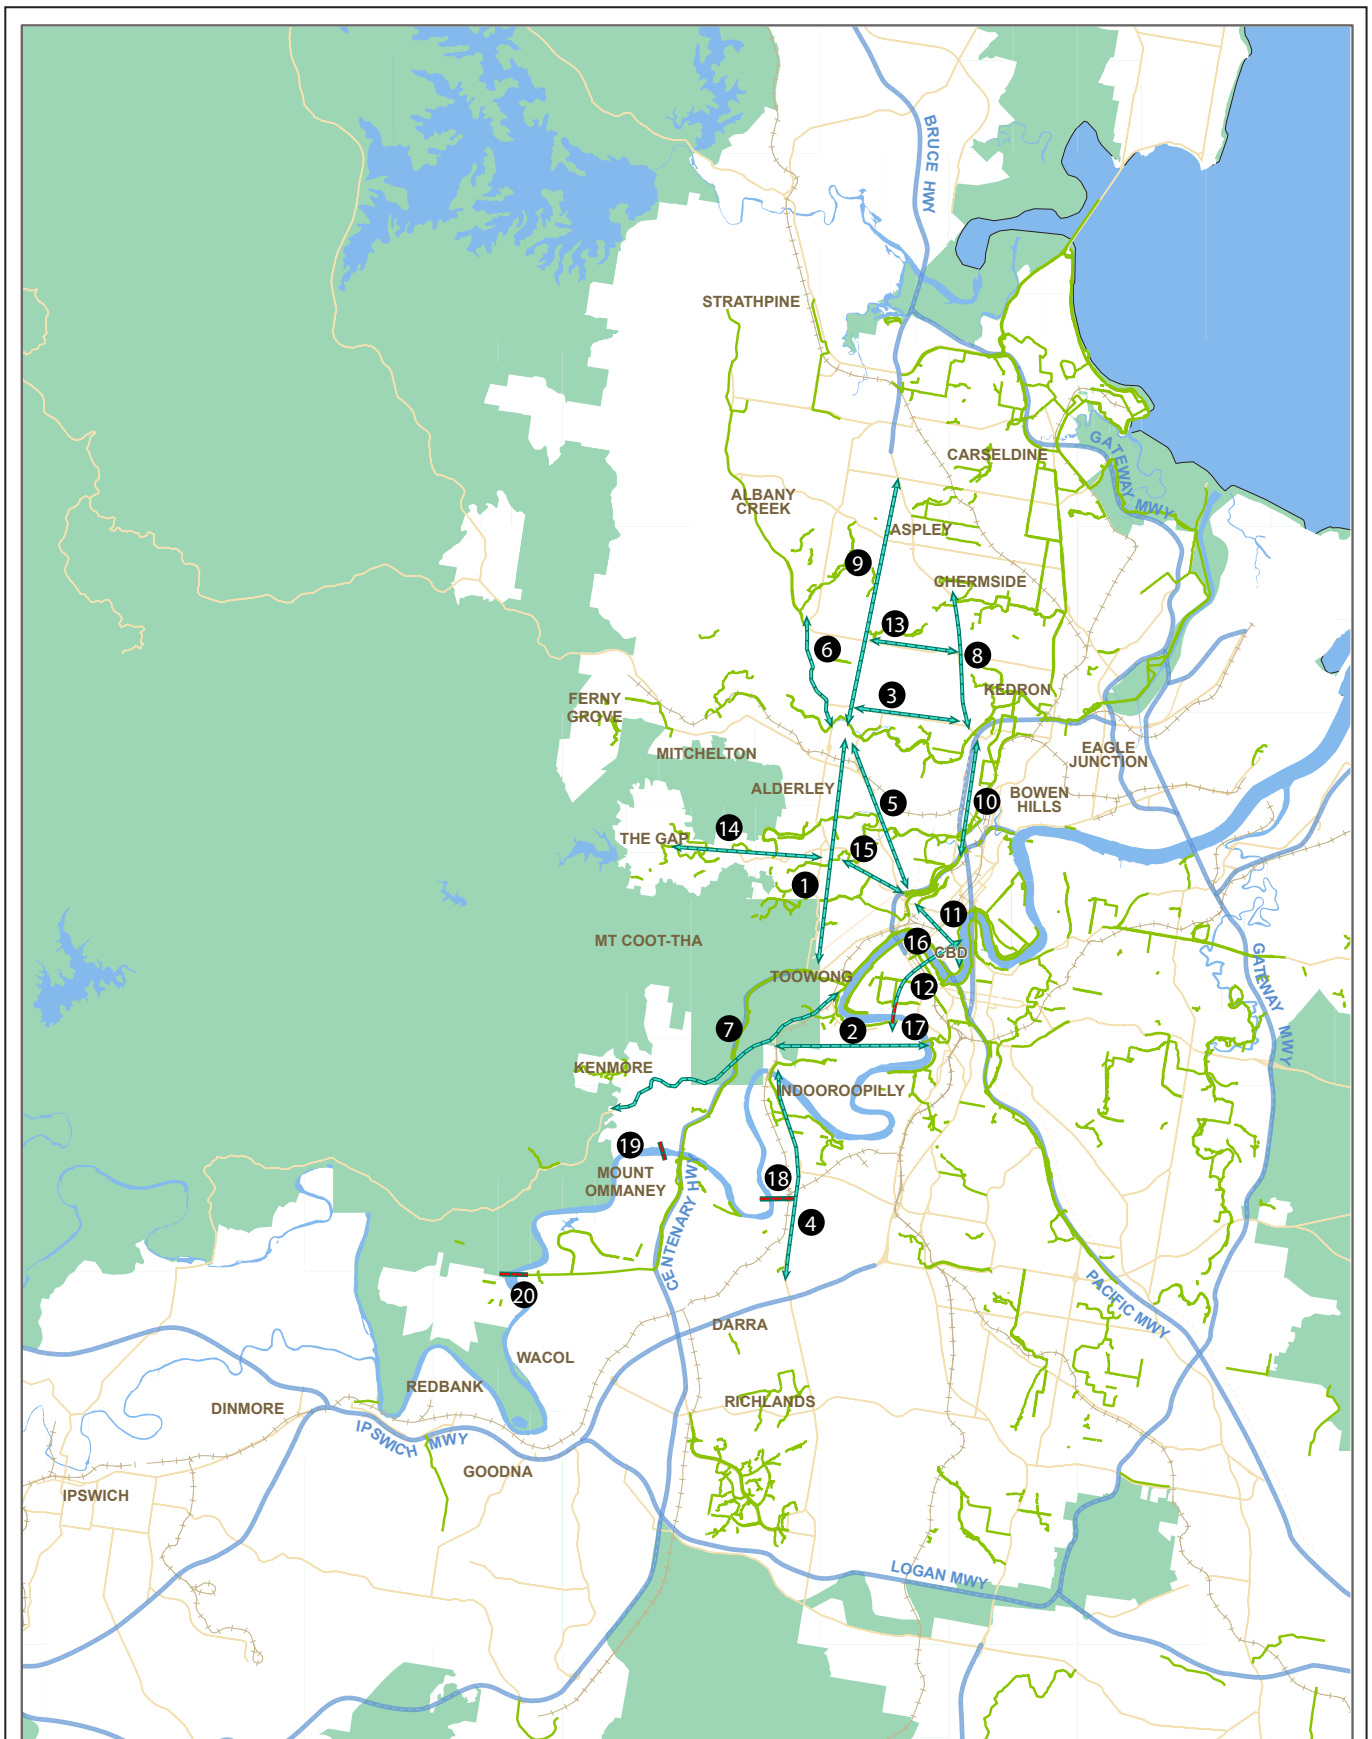 BRUCE HWY
STRATHPINE
CARSELDINE
GATEWAY MWY
ALBANY
CREEK
ASPLEY
9
CHERMSIDE
13
6
8
KEDRON
3
FERNY
GROVE
MITCHELTON
EAGLE
JUNCTION
ALDERLEY
BOWEN
HILLS
5
10
14
THE GAP
15
1
11
MT COOT-THA
16
CBD
TOOWONG
GATEWAY MWY
12
7
2
17
KENMORE
INDOOROOPILLY
19
MOUNT
OMMANEY
18
CENTENARY HWY
4
20
PACIFIC MWY
DARRA
WACOL
REDBANK
DINMORE
RICHLANDS
IPSWICH MWY
GOODNA
IPSWICH
LOGAN MWY